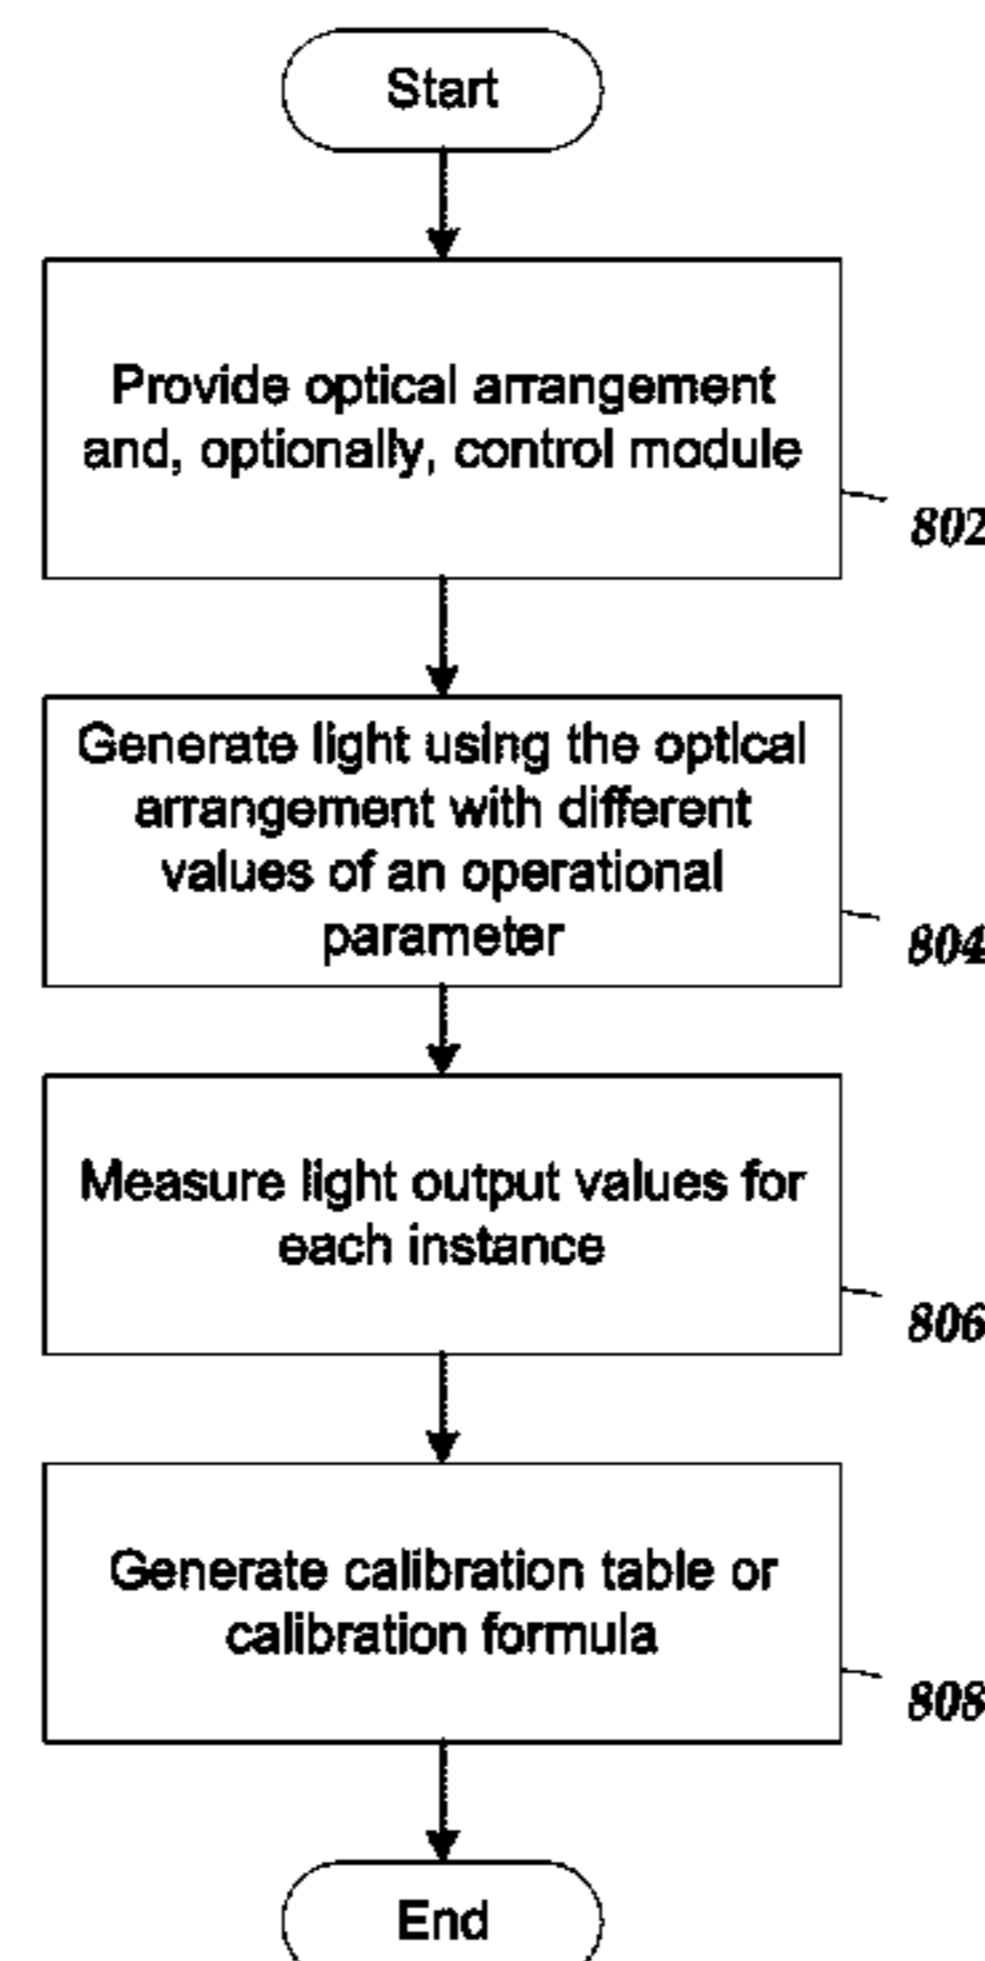 Start
Provide optical arrangement
and, optionally, control module
802
Generate light using the optical
arrangement with different
values of an operational
parameter
804
Measure light output values for
each instance
806
Generate calibration table or
calibration formula
808
End